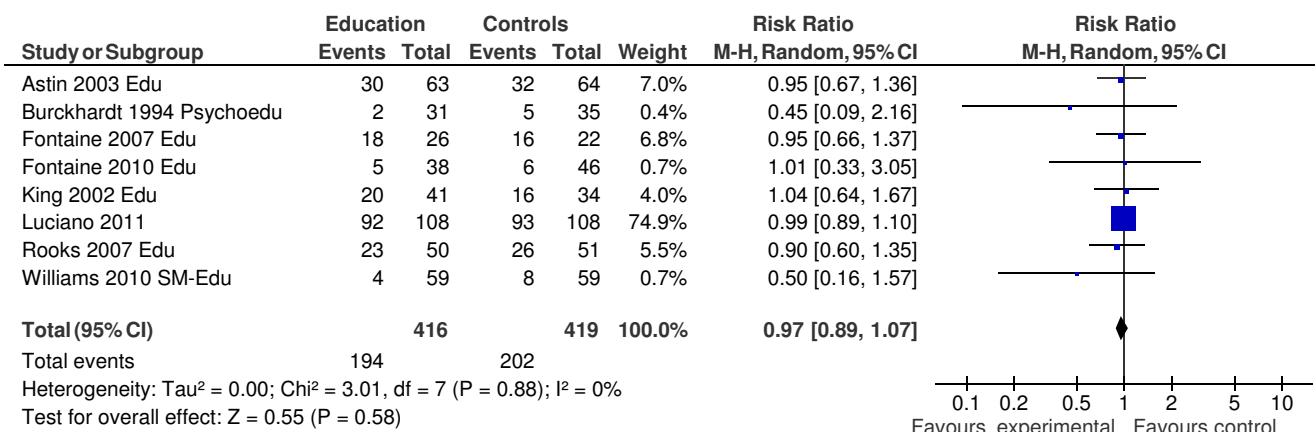 Education Controls Risk Ratio Risk Ratio
Study or Subgroup Events Total Events Total Weight M-H, Random, 95% CI M-H, Random, 95% CI
Astin 2003 Edu 30 63 32 64 7.0% 0.95 [0.67, 1.36]
Burckhardt 1994 Psychoedu 2 31 5 35 0.4% 0.45 [0.09, 2.16]
Fontaine 2007 Edu 18 26 16 22 6.8% 0.95 [0.66, 1.37]
Fontaine 2010 Edu 5 38 6 46 0.7% 1.01 [0.33, 3.05]
King 2002 Edu 20 41 16 34 4.0% 1.04 [0.64, 1.67]
Luciano 2011 92 108 93 108 74.9% 0.99 [0.89, 1.10]
Rooks 2007 Edu 23 50 26 51 5.5% 0.90 [0.60, 1.35]
Williams 2010 SM-Edu 4 59 8 59 0.7% 0.50 [0.16, 1.57]
Total (95% CI) 416 419 100.0% 0.97 [0.89, 1.07]
Total events 194 202
Heterogeneity: Tau² = 0.00; Chi² = 3.01, df = 7 (P = 0.88); I² = 0%
Test for overall effect: Z = 0.55 (P = 0.58)
0.1 0.2 0.5 1 2 5 10
Favours experimental Favours control